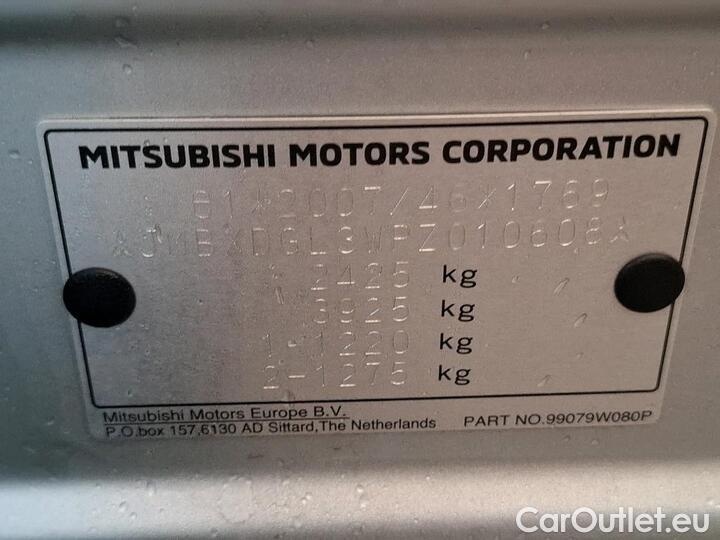 MITSUBISHI MOTORS CORPORATION
e1*2007/46*1769
*JMBXDGL3WPZ010608*
2425 kg
3925 kg
1-1220 kg
2-1275 kg
Mitsubishi Motors Europe B.V.
P.O.box 157,6130 AD Sittard,The Netherlands
PART NO.99079W080P
CarOutlet.eu